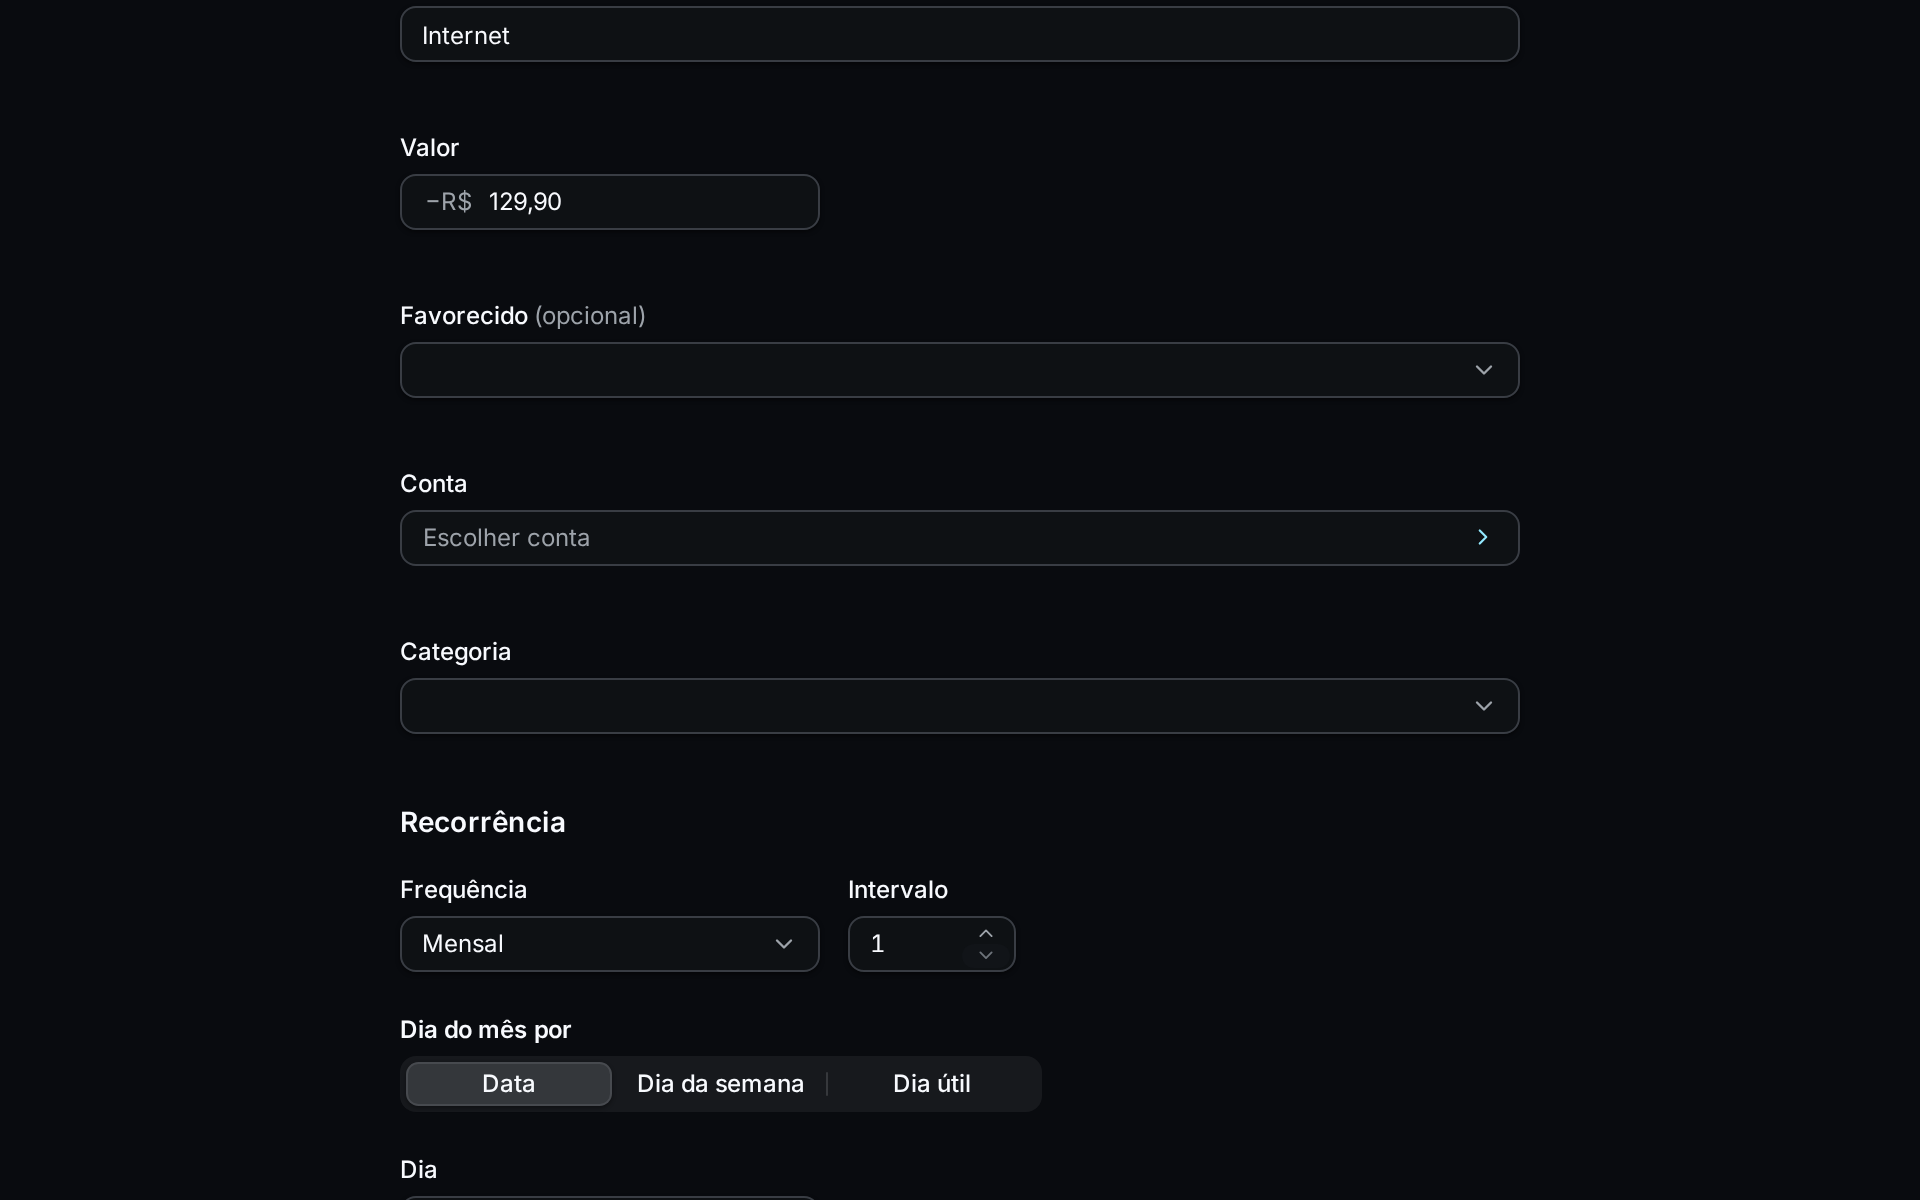 Internet
Valor
−R$ 129,90
Favorecido (opcional)
Conta
Escolher conta
Categoria
Recorrência
Frequência
Intervalo
Mensal
1
Dia do mês por
Data
Dia da semana
Dia útil
Dia